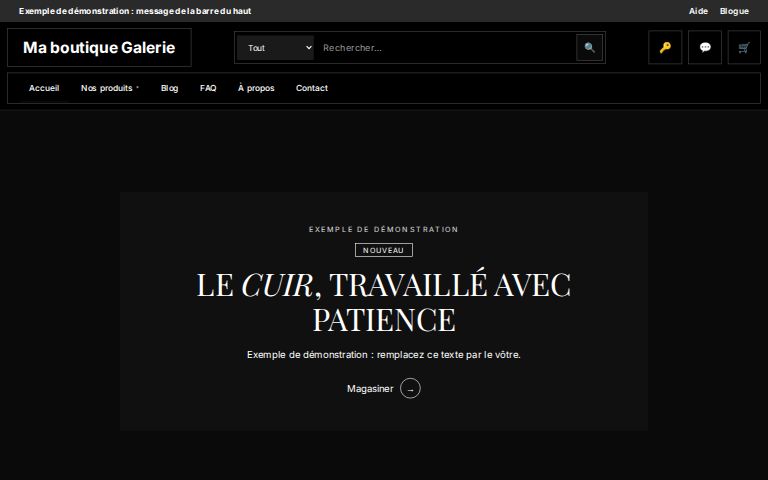 Exemple de démonstration : message de la barre du haut
Aide
Blogue
Ma boutique Galerie
Tout
Rechercher...
Accueil
Nos produits
Blog
FAQ
À propos
Contact
EXEMPLE DE DÉMONSTRATION
NOUVEAU
LE CUIR, TRAVAILLÉ AVEC
PATIENCE
Exemple de démonstration : remplacez ce texte par le vôtre.
Magasiner →